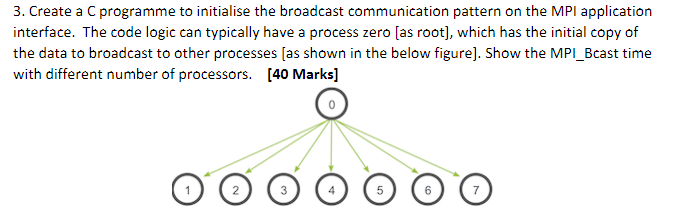 3. Create a C programme to initialise the broadcast communication pattern on the MPI application
interface.  The code logic can typically have a process zero [as root], which has the initial copy of
the data to broadcast to other processes [as shown in the below figure]. Show the MPI_Bcast time
with different number of processors.   [40 Marks]
0
1 2 3 4 5 6 7